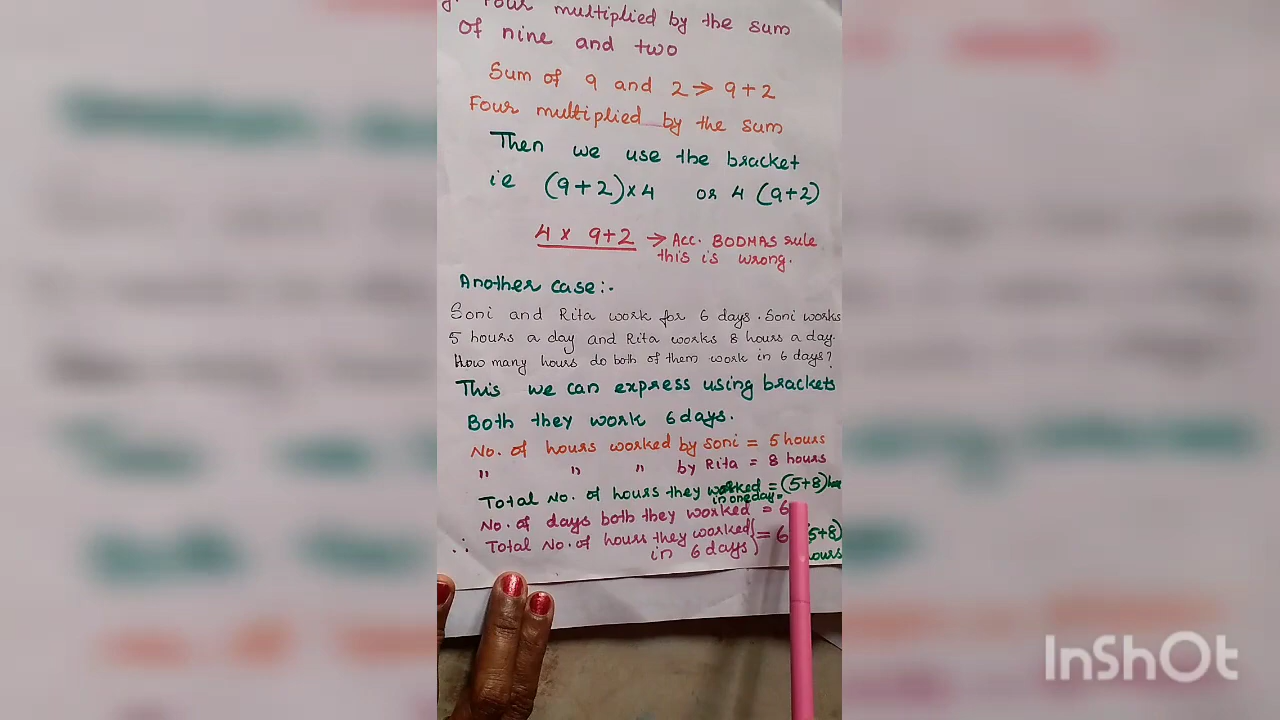 Four multiplied by the sum
of nine and two
Sum of 9 and 2 → 9+2
Four multiplied by the sum
Then we use the bracket
ie (9+2)×4 or 4 (9+2)
4 × 9+2 → Acc. BODMAS rule
this is wrong.
Another case:-
Soni and Rita work for 6 days. Soni works
5 hours a day and Rita works 8 hours a day.
How many hours do both of them work in 6 days?
This we can express using brackets
Both they work 6 days.
No. of hours worked by Soni = 5 hours
" " " by Rita = 8 hours
Total No. of hours they worked = (5+8)
in one day.
No. of days both they worked = 6
∴ Total No. of hours they worked = 6 (5+8)
in 6 days
InShOt